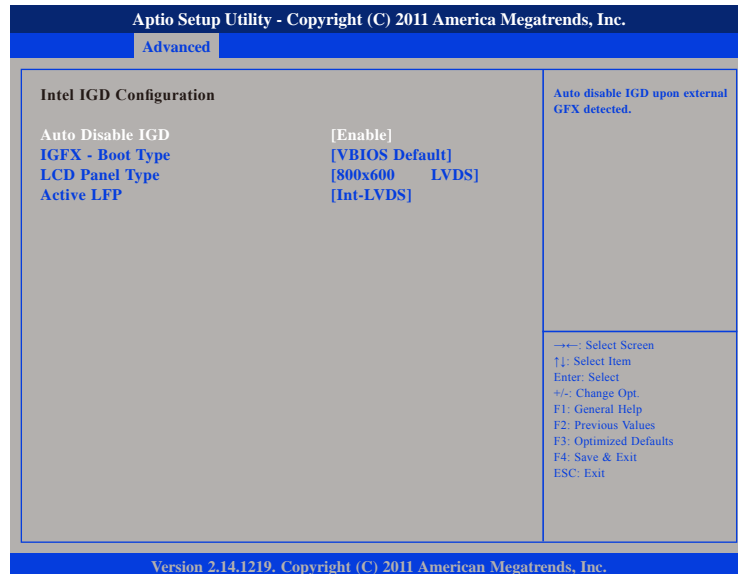 Aptio Setup Utility - Copyright (C) 2011 America Megatrends, Inc.
Advanced
Intel IGD Configuration
Auto Disable IGD [Enable]
IGFX - Boot Type [VBIOS Default]
LCD Panel Type [800x600 LVDS]
Active LFP [Int-LVDS]
Auto disable IGD upon external
GFX detected.
→←: Select Screen
↑↓: Select Item
Enter: Select
+/-: Change Opt.
F1: General Help
F2: Previous Values
F3: Optimized Defaults
F4: Save & Exit
ESC: Exit
Version 2.14.1219. Copyright (C) 2011 American Megatrends, Inc.